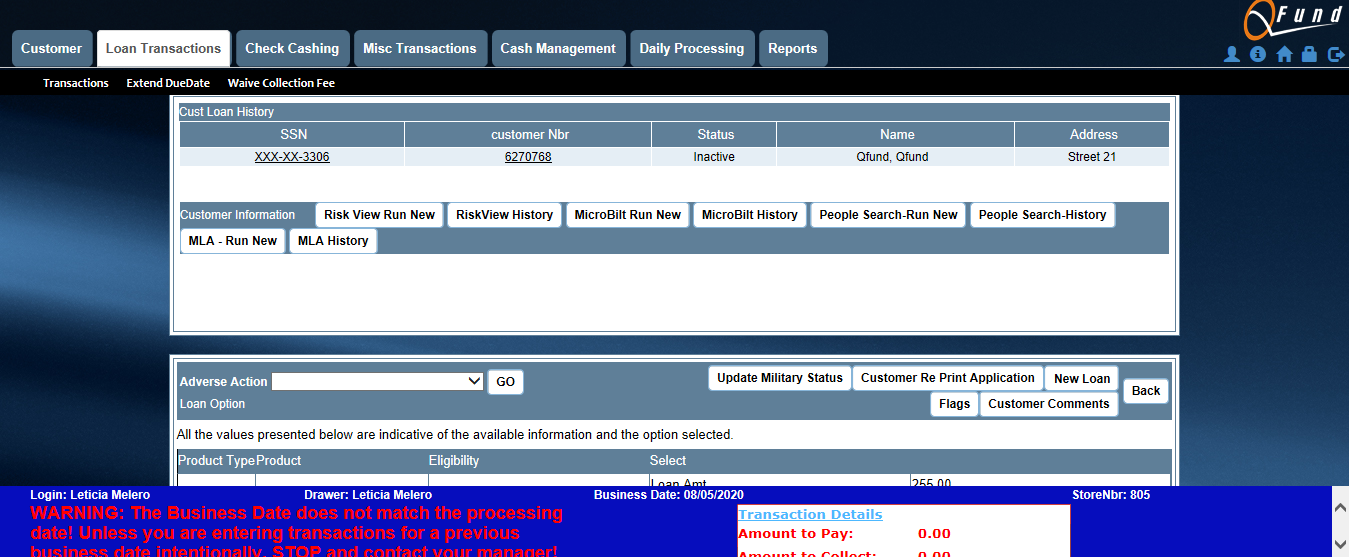 QFund
Customer Loan Transactions Check Cashing Misc Transactions Cash Management Daily Processing Reports
Transactions Extend DueDate Waive Collection Fee
Cust Loan History
SSN customer Nbr Status Name Address
XXX-XX-3306 6270768 Inactive Qfund, Qfund Street 21
Customer Information Risk View Run New RiskView History MicroBilt Run New MicroBilt History People Search-Run New People Search-History
MLA - Run New MLA History
Adverse Action GO Update Military Status Customer Re Print Application New Loan Back
Loan Option Flags Customer Comments
All the values presented below are indicative of the available information and the option selected.
Product Type Product Eligibility Select
Loan Amt 255.00
Login: Leticia Melero Drawer: Leticia Melero Business Date: 08/05/2020 StoreNbr: 805
WARNING: The Business Date does not match the processing
date! Unless you are entering transactions for a previous
business date intentionally, STOP and contact your manager!
Transaction Details
Amount to Pay: 0.00
Amount to Collect: 0.00